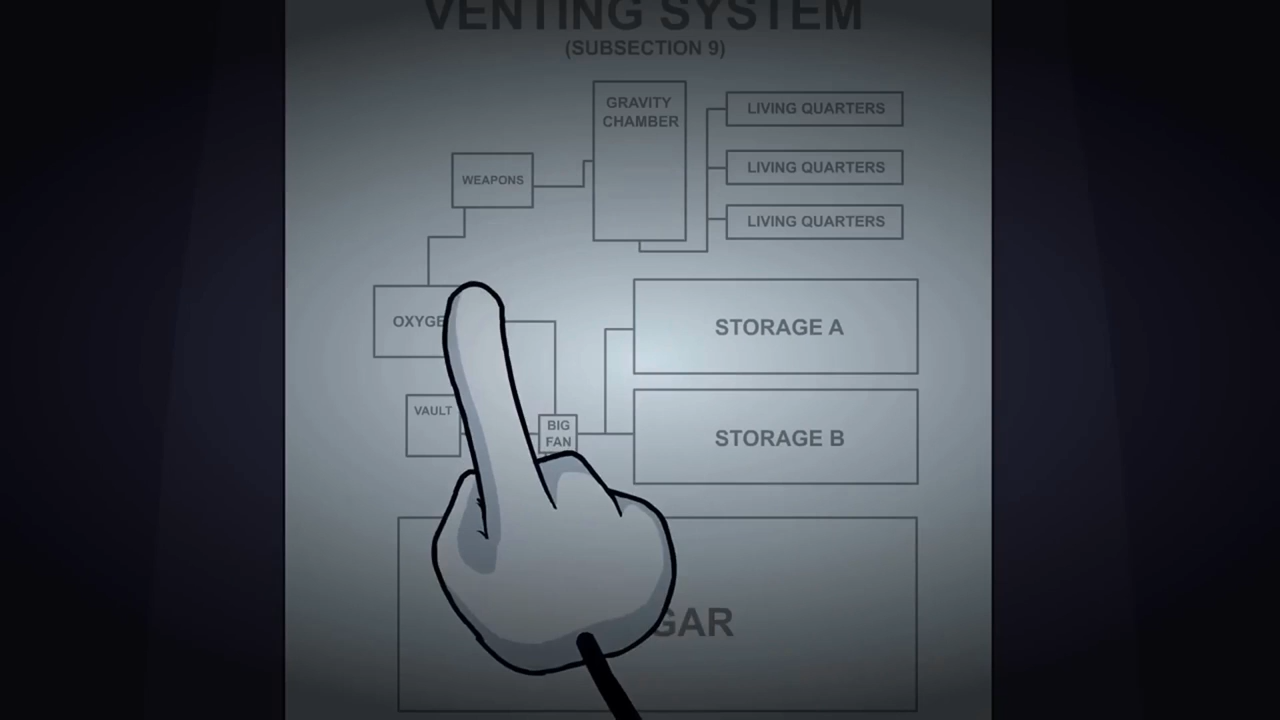 VENTING SYSTEM
(SUBSECTION 9)
GRAVITY
CHAMBER
LIVING QUARTERS
WEAPONS
LIVING QUARTERS
LIVING QUARTERS
OXYGE
STORAGE A
VAULT
BIG
FAN
STORAGE B
GAR